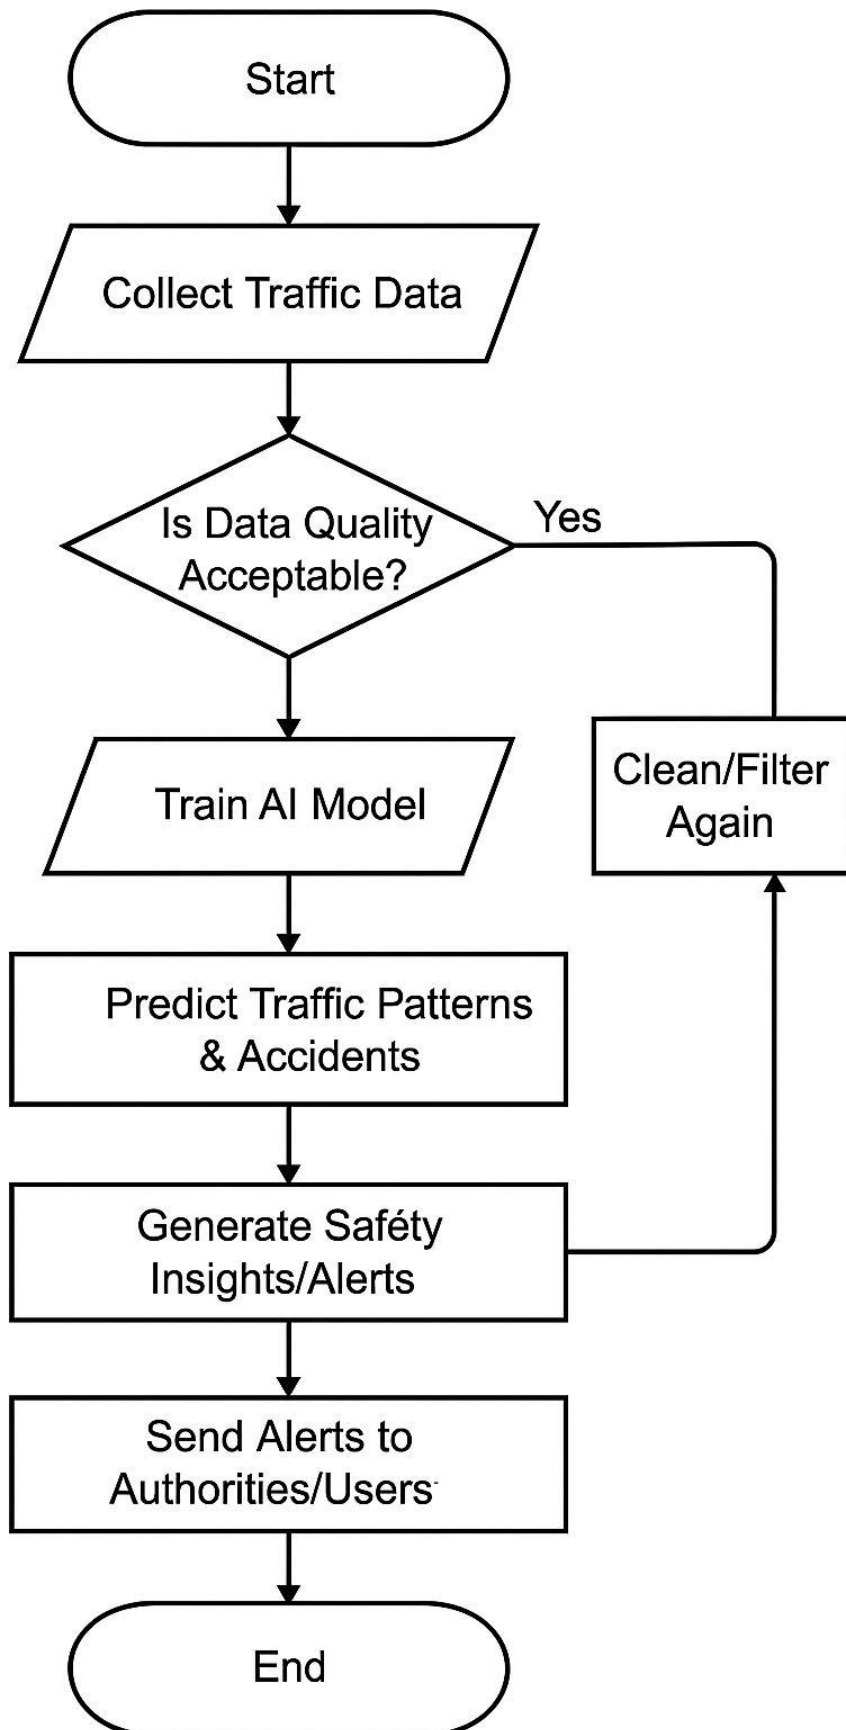 Start
Collect Traffic Data
Is Data Quality
Acceptable?
Yes
Train AI Model
Clean/Filter
Again
Predict Traffic Patterns
& Accidents
Generate Saféty
Insights/Alerts
Send Alerts to
Authorities/Users
End